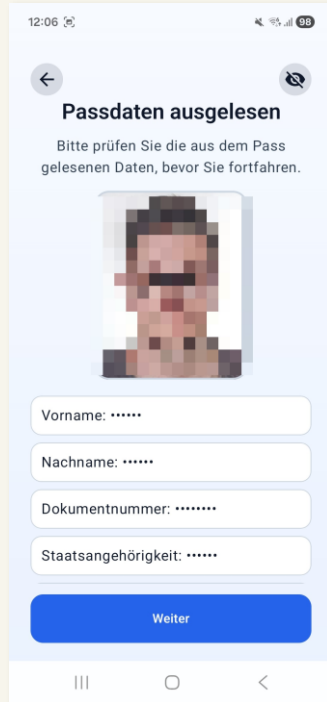 12:06
98
Passdaten ausgelesen
Bitte prüfen Sie die aus dem Pass
gelesenen Daten, bevor Sie fortfahren.
Vorname: ••••••
Nachname: ••••••
Dokumentnummer: ••••••••
Staatsangehörigkeit: ••••••
Weiter